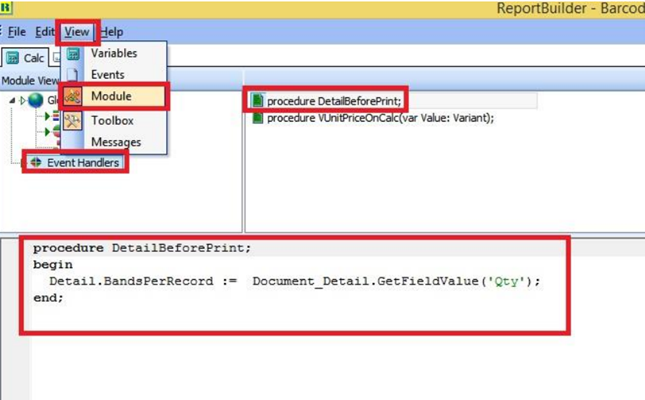 R
ReportBuilder - Barcod
File Edit View Help
Calc
Variables
Module View
Events
Glo
Module
procedure DetailBeforePrint;
Toolbox
procedure VUnitPriceOnCalc(var Value: Variant);
Messages
Event Handlers
procedure DetailBeforePrint;
begin
Detail.BandsPerRecord := Document_Detail.GetFieldValue('Qty');
end;